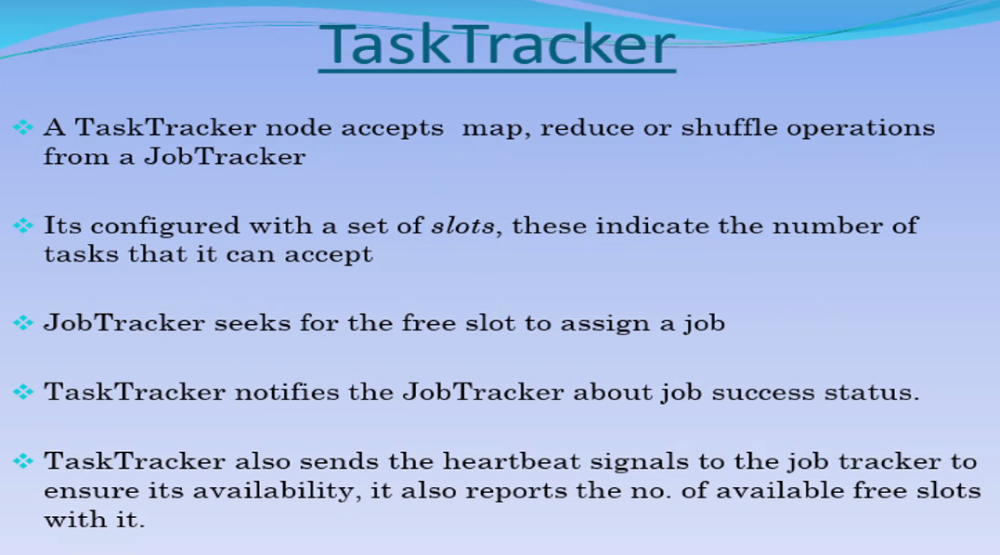 TaskTracker
A TaskTracker node accepts map, reduce or shuffle operations
from a JobTracker
Its configured with a set of slots, these indicate the number of
tasks that it can accept
JobTracker seeks for the free slot to assign a job
TaskTracker notifies the JobTracker about job success status.
TaskTracker also sends the heartbeat signals to the job tracker to
ensure its availability, it also reports the no. of available free slots
with it.